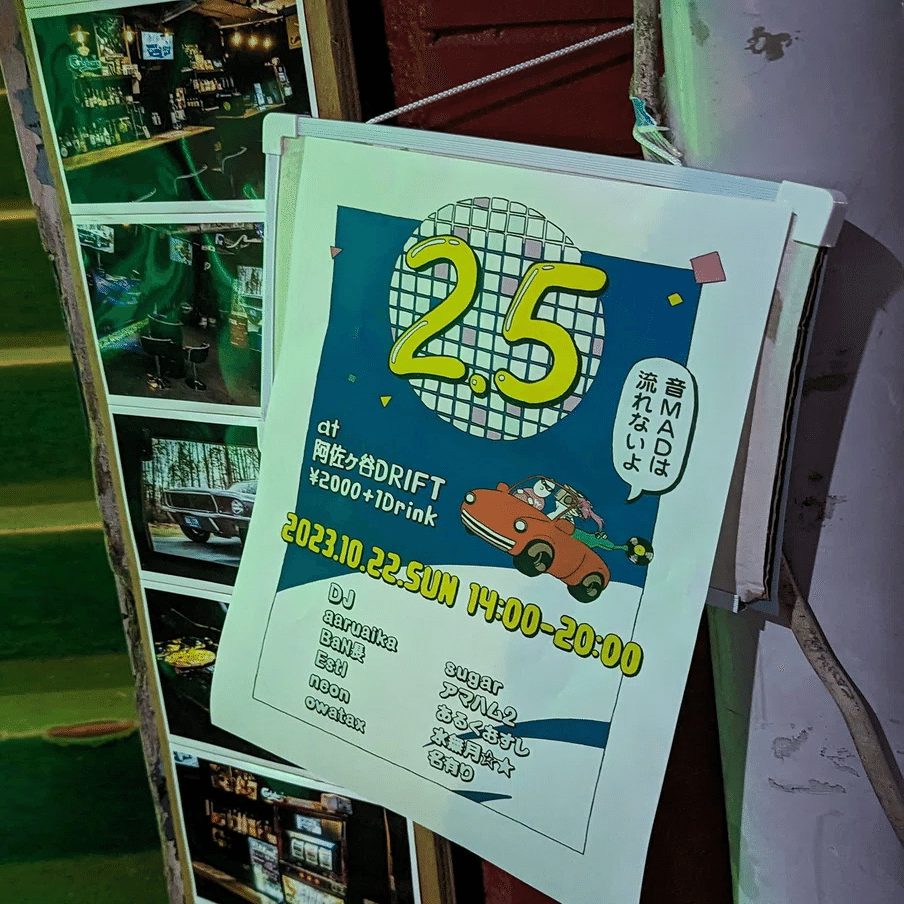 2.5
音MADは
流れないよ
at
阿佐ヶ谷DRIFT
¥2000+1Drink
2023.10.22.SUN 14:00-20:00
DJ
aaruaika
BaN曼
Estl
neon
owatax
sugar
アマハム2
あるくおすし
水無月☆★
名有り